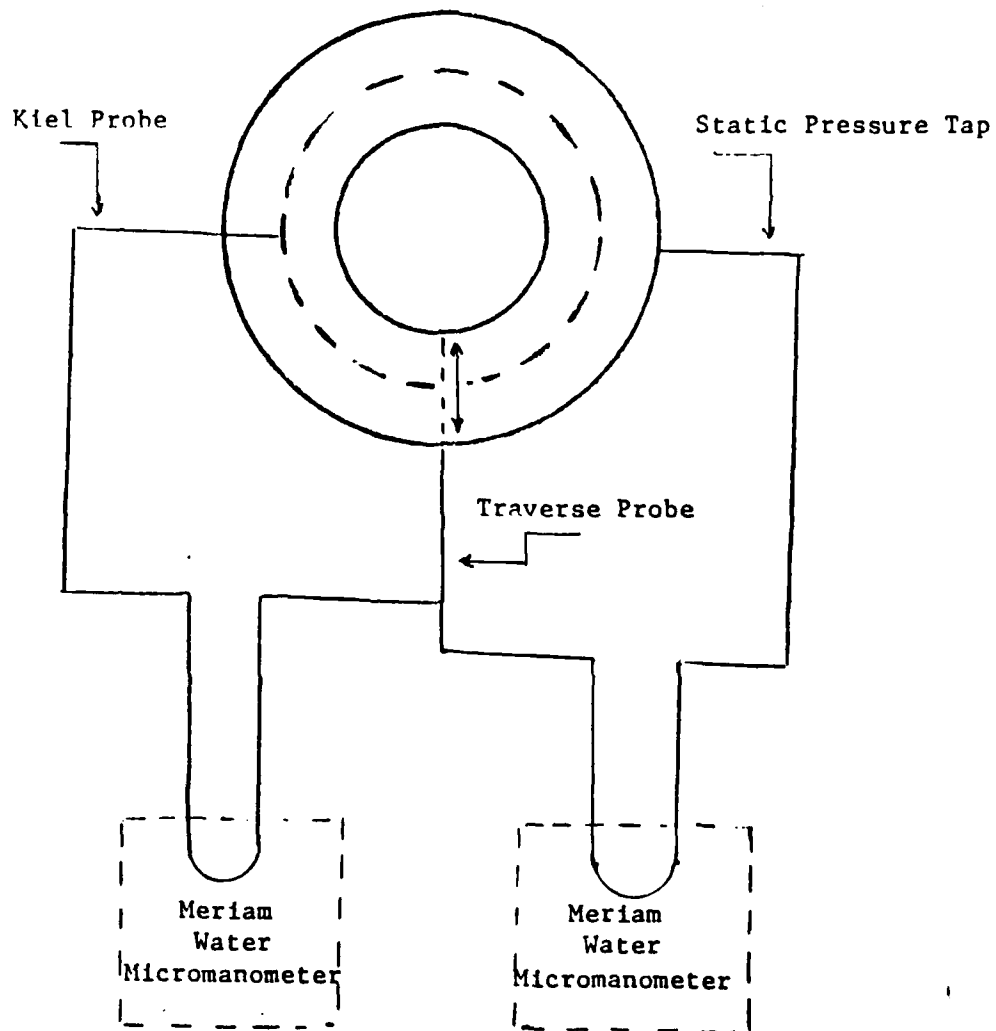 Kiel Probe
Static Pressure Tap
Traverse Probe
Meriam
Water
Micromanometer
Meriam
Water
Micromanometer